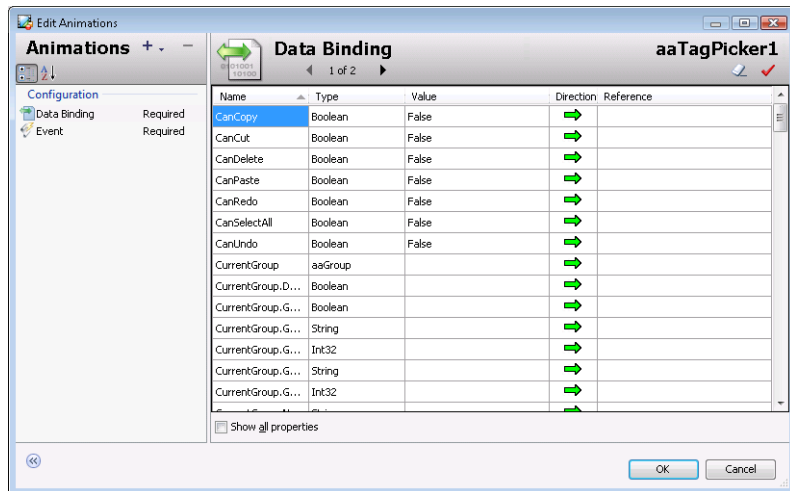 Edit Animations
Animations
Data Binding
aaTagPicker1
1 of 2
Configuration
Data Binding Required
Event Required
Name Type Value Direction Reference
CanCopy Boolean False
CanCut Boolean False
CanDelete Boolean False
CanPaste Boolean False
CanRedo Boolean False
CanSelectAll Boolean False
CanUndo Boolean False
CurrentGroup aaGroup
CurrentGroup.D... Boolean
CurrentGroup.G... Boolean
CurrentGroup.G... String
CurrentGroup.G... Int32
CurrentGroup.G... String
CurrentGroup.G... Int32
Show all properties
OK Cancel